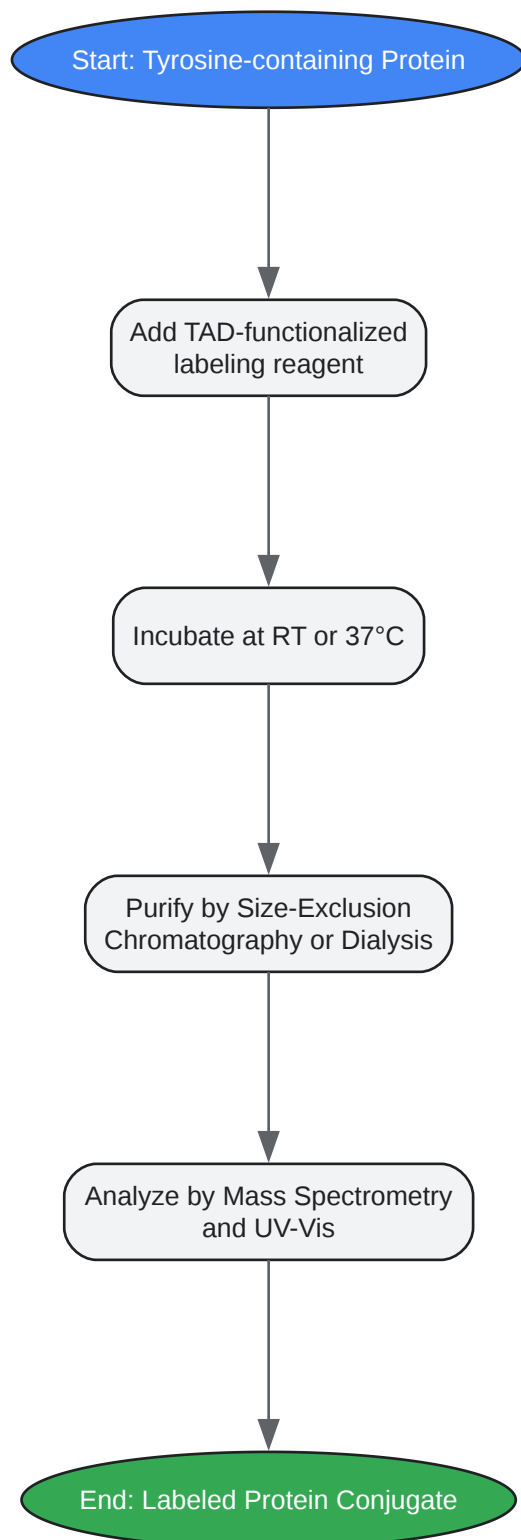 Start: Tyrosine-containing Protein
Add TAD-functionalized
labeling reagent
Incubate at RT or 37°C
Purify by Size-Exclusion
Chromatography or Dialysis
Analyze by Mass Spectrometry
and UV-Vis
End: Labeled Protein Conjugate